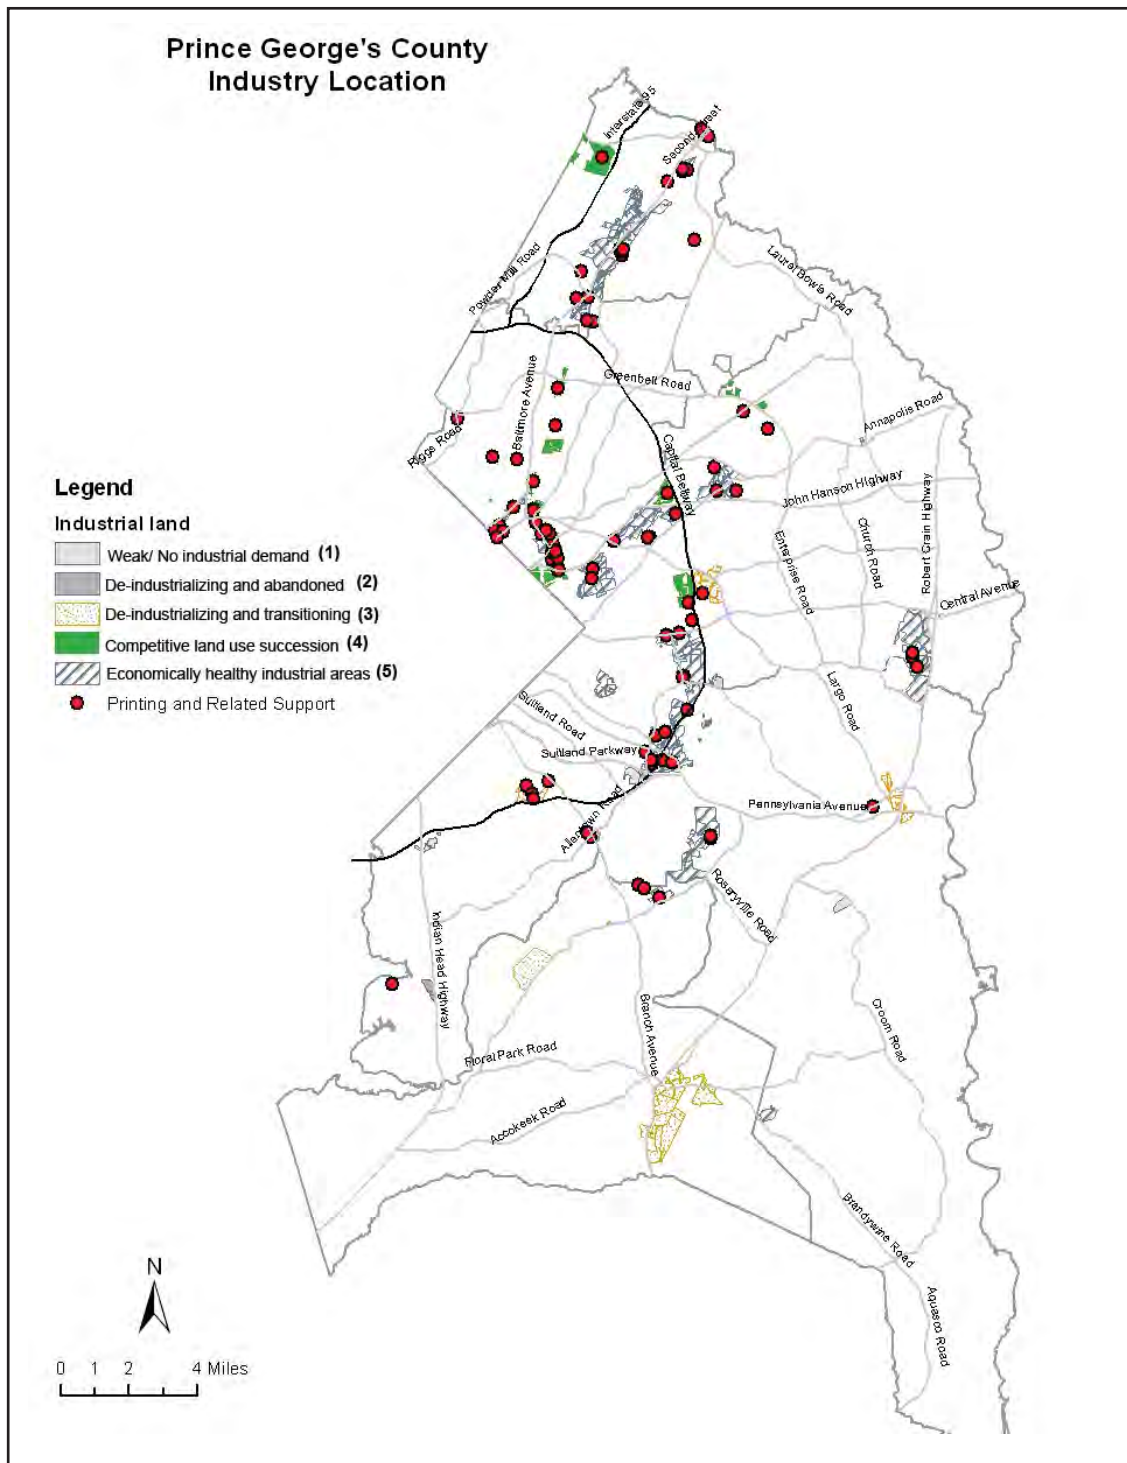 Prince George's County
Industry Location
Interstate 95
Second Street
Powder Mill Road
Laurel Bowie Road
Baltimore Avenue
Greenbelt Road
Riggs Road
Annapolis Road
Capital Beltway
John Hanson Highway
Robert Crain Highway
Church Road
Enterprise Road
Central Avenue
Legend
Industrial land
Weak/ No industrial demand (1)
De-industrializing and abandoned (2)
De-industrializing and transitioning (3)
Competitive land use succession (4)
Economically healthy industrial areas (5)
Printing and Related Support
Largo Road
Suitland Road
Suitland Parkway
Pennsylvania Avenue
Allentown Road
Rosaryville Road
Indian Head Highway
Branch Avenue
Croom Road
Floral Park Road
Accokeek Road
Brandywine Road
Aquasco Road
N
0 1 2 4 Miles